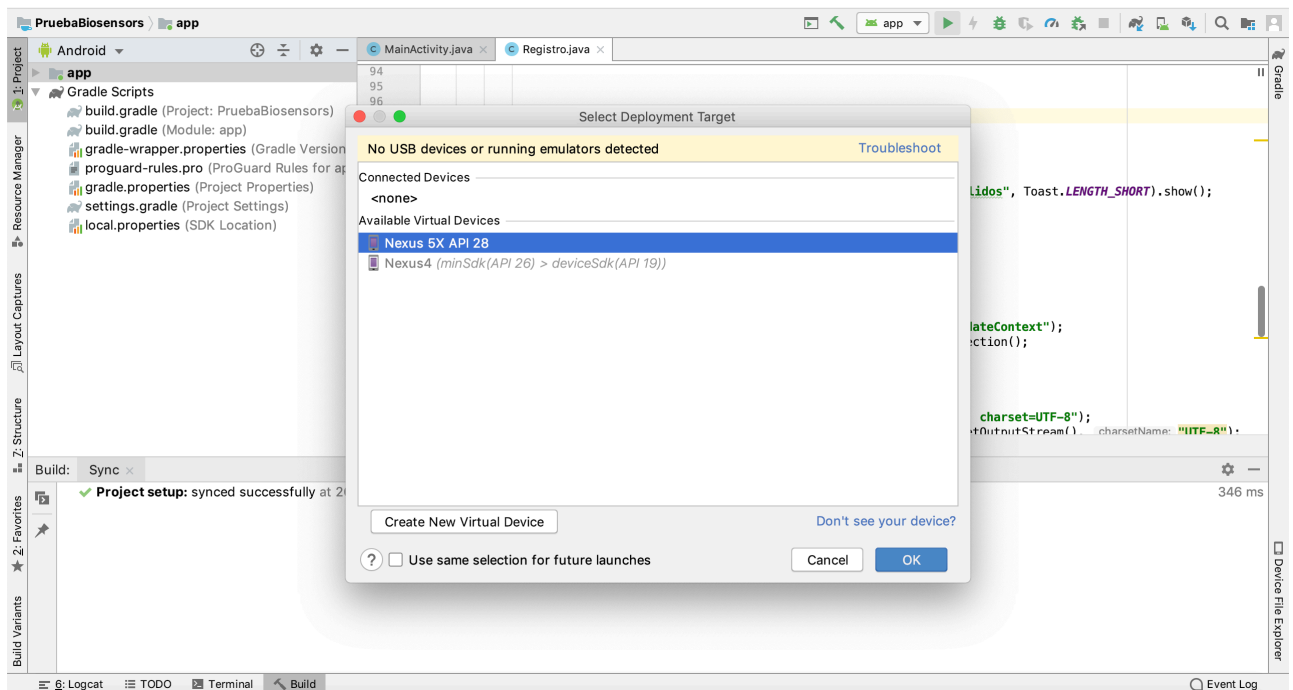 PruebaBiosensors app
app
1: Project
Android
MainActivity.java
Registro.java
Gradle
app
Gradle Scripts
build.gradle (Project: PruebaBiosensors)
build.gradle (Module: app)
gradle-wrapper.properties (Gradle Version
proguard-rules.pro (ProGuard Rules for ap
gradle.properties (Project Properties)
settings.gradle (Project Settings)
local.properties (SDK Location)
Resource Manager
Layout Captures
Z: Structure
2: Favorites
Build Variants
94
95
96
Select Deployment Target
No USB devices or running emulators detected
Troubleshoot
Connected Devices
<none>
Available Virtual Devices
Nexus 5X API 28
Nexus4 (minSdk(API 26) > deviceSdk(API 19))
Create New Virtual Device
Don't see your device?
? Use same selection for future launches
Cancel
OK
lidos", Toast.LENGTH_SHORT).show();
dateContext");
ection();
charset=UTF-8");
etOutputStream(), charsetName: "UTF-8");
Build: Sync
Project setup: synced successfully at 20
346 ms
Device File Explorer
6: Logcat
TODO
Terminal
Build
Event Log